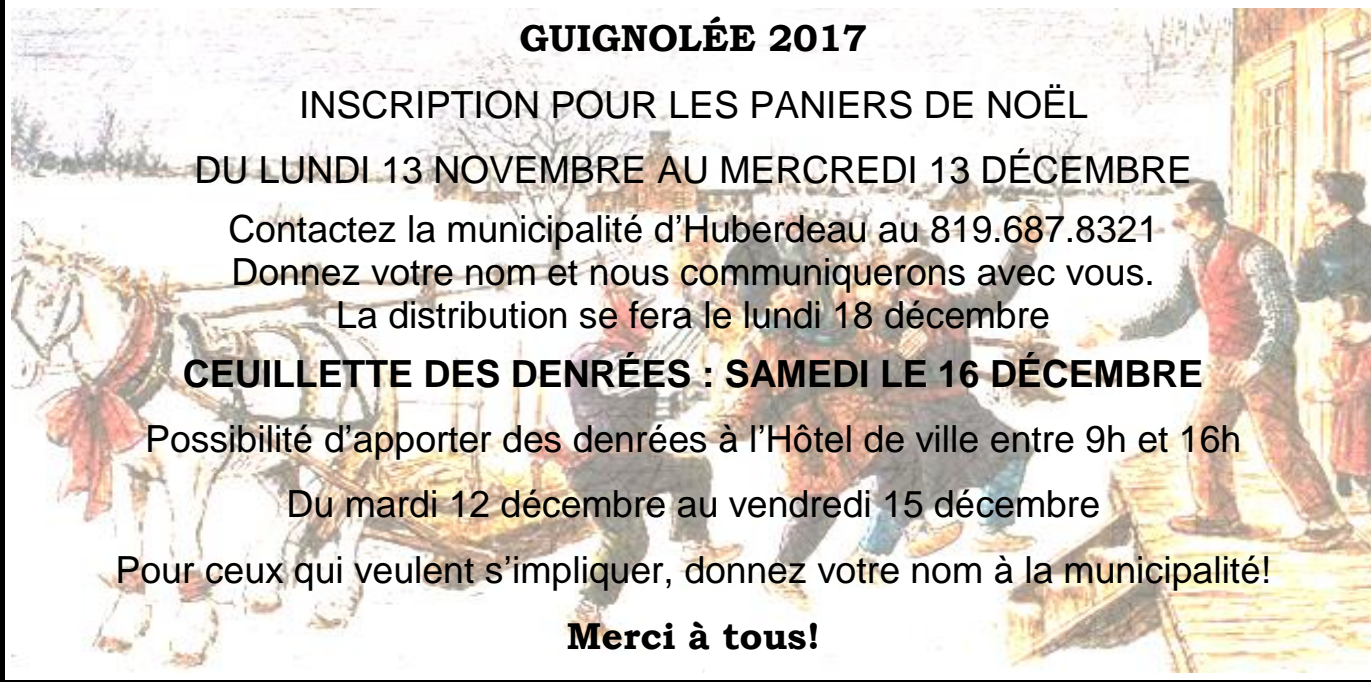 GUIGNOLÉE 2017
INSCRIPTION POUR LES PANIERS DE NOËL
DU LUNDI 13 NOVEMBRE AU MERCREDI 13 DÉCEMBRE
Contactez la municipalité d’Huberdeau au 819.687.8321
Donnez votre nom et nous communiquerons avec vous.
La distribution se fera le lundi 18 décembre
CEUILLETTE DES DENRÉES : SAMEDI LE 16 DÉCEMBRE
Possibilité d’apporter des denrées à l’Hôtel de ville entre 9h et 16h
Du mardi 12 décembre au vendredi 15 décembre
Pour ceux qui veulent s’impliquer, donnez votre nom à la municipalité!
Merci à tous!